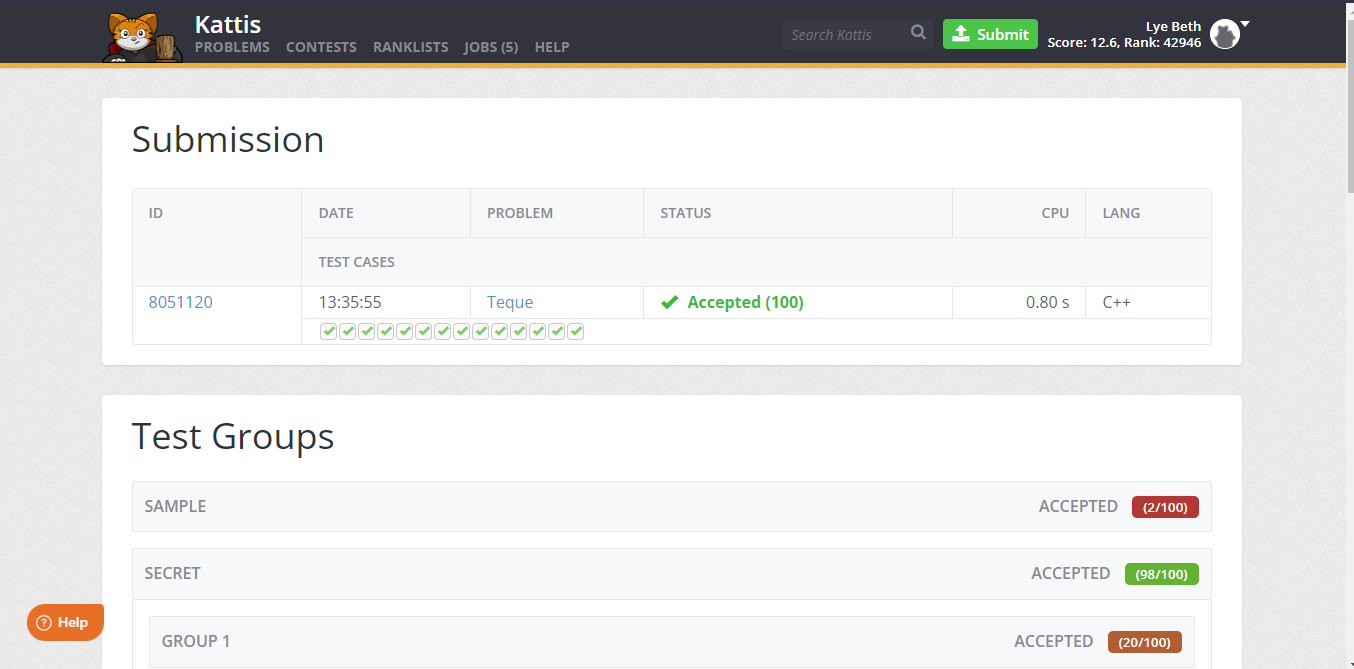 Kattis
PROBLEMS CONTESTS RANKLISTS JOBS (5) HELP
Search Kattis
Submit
Lye Beth
Score: 12.6, Rank: 42946
Submission
ID DATE PROBLEM STATUS CPU LANG
TEST CASES
8051120 13:35:55 Teque Accepted (100) 0.80 s C++
Test Groups
SAMPLE ACCEPTED (2/100)
SECRET ACCEPTED (98/100)
Help
GROUP 1 ACCEPTED (20/100)